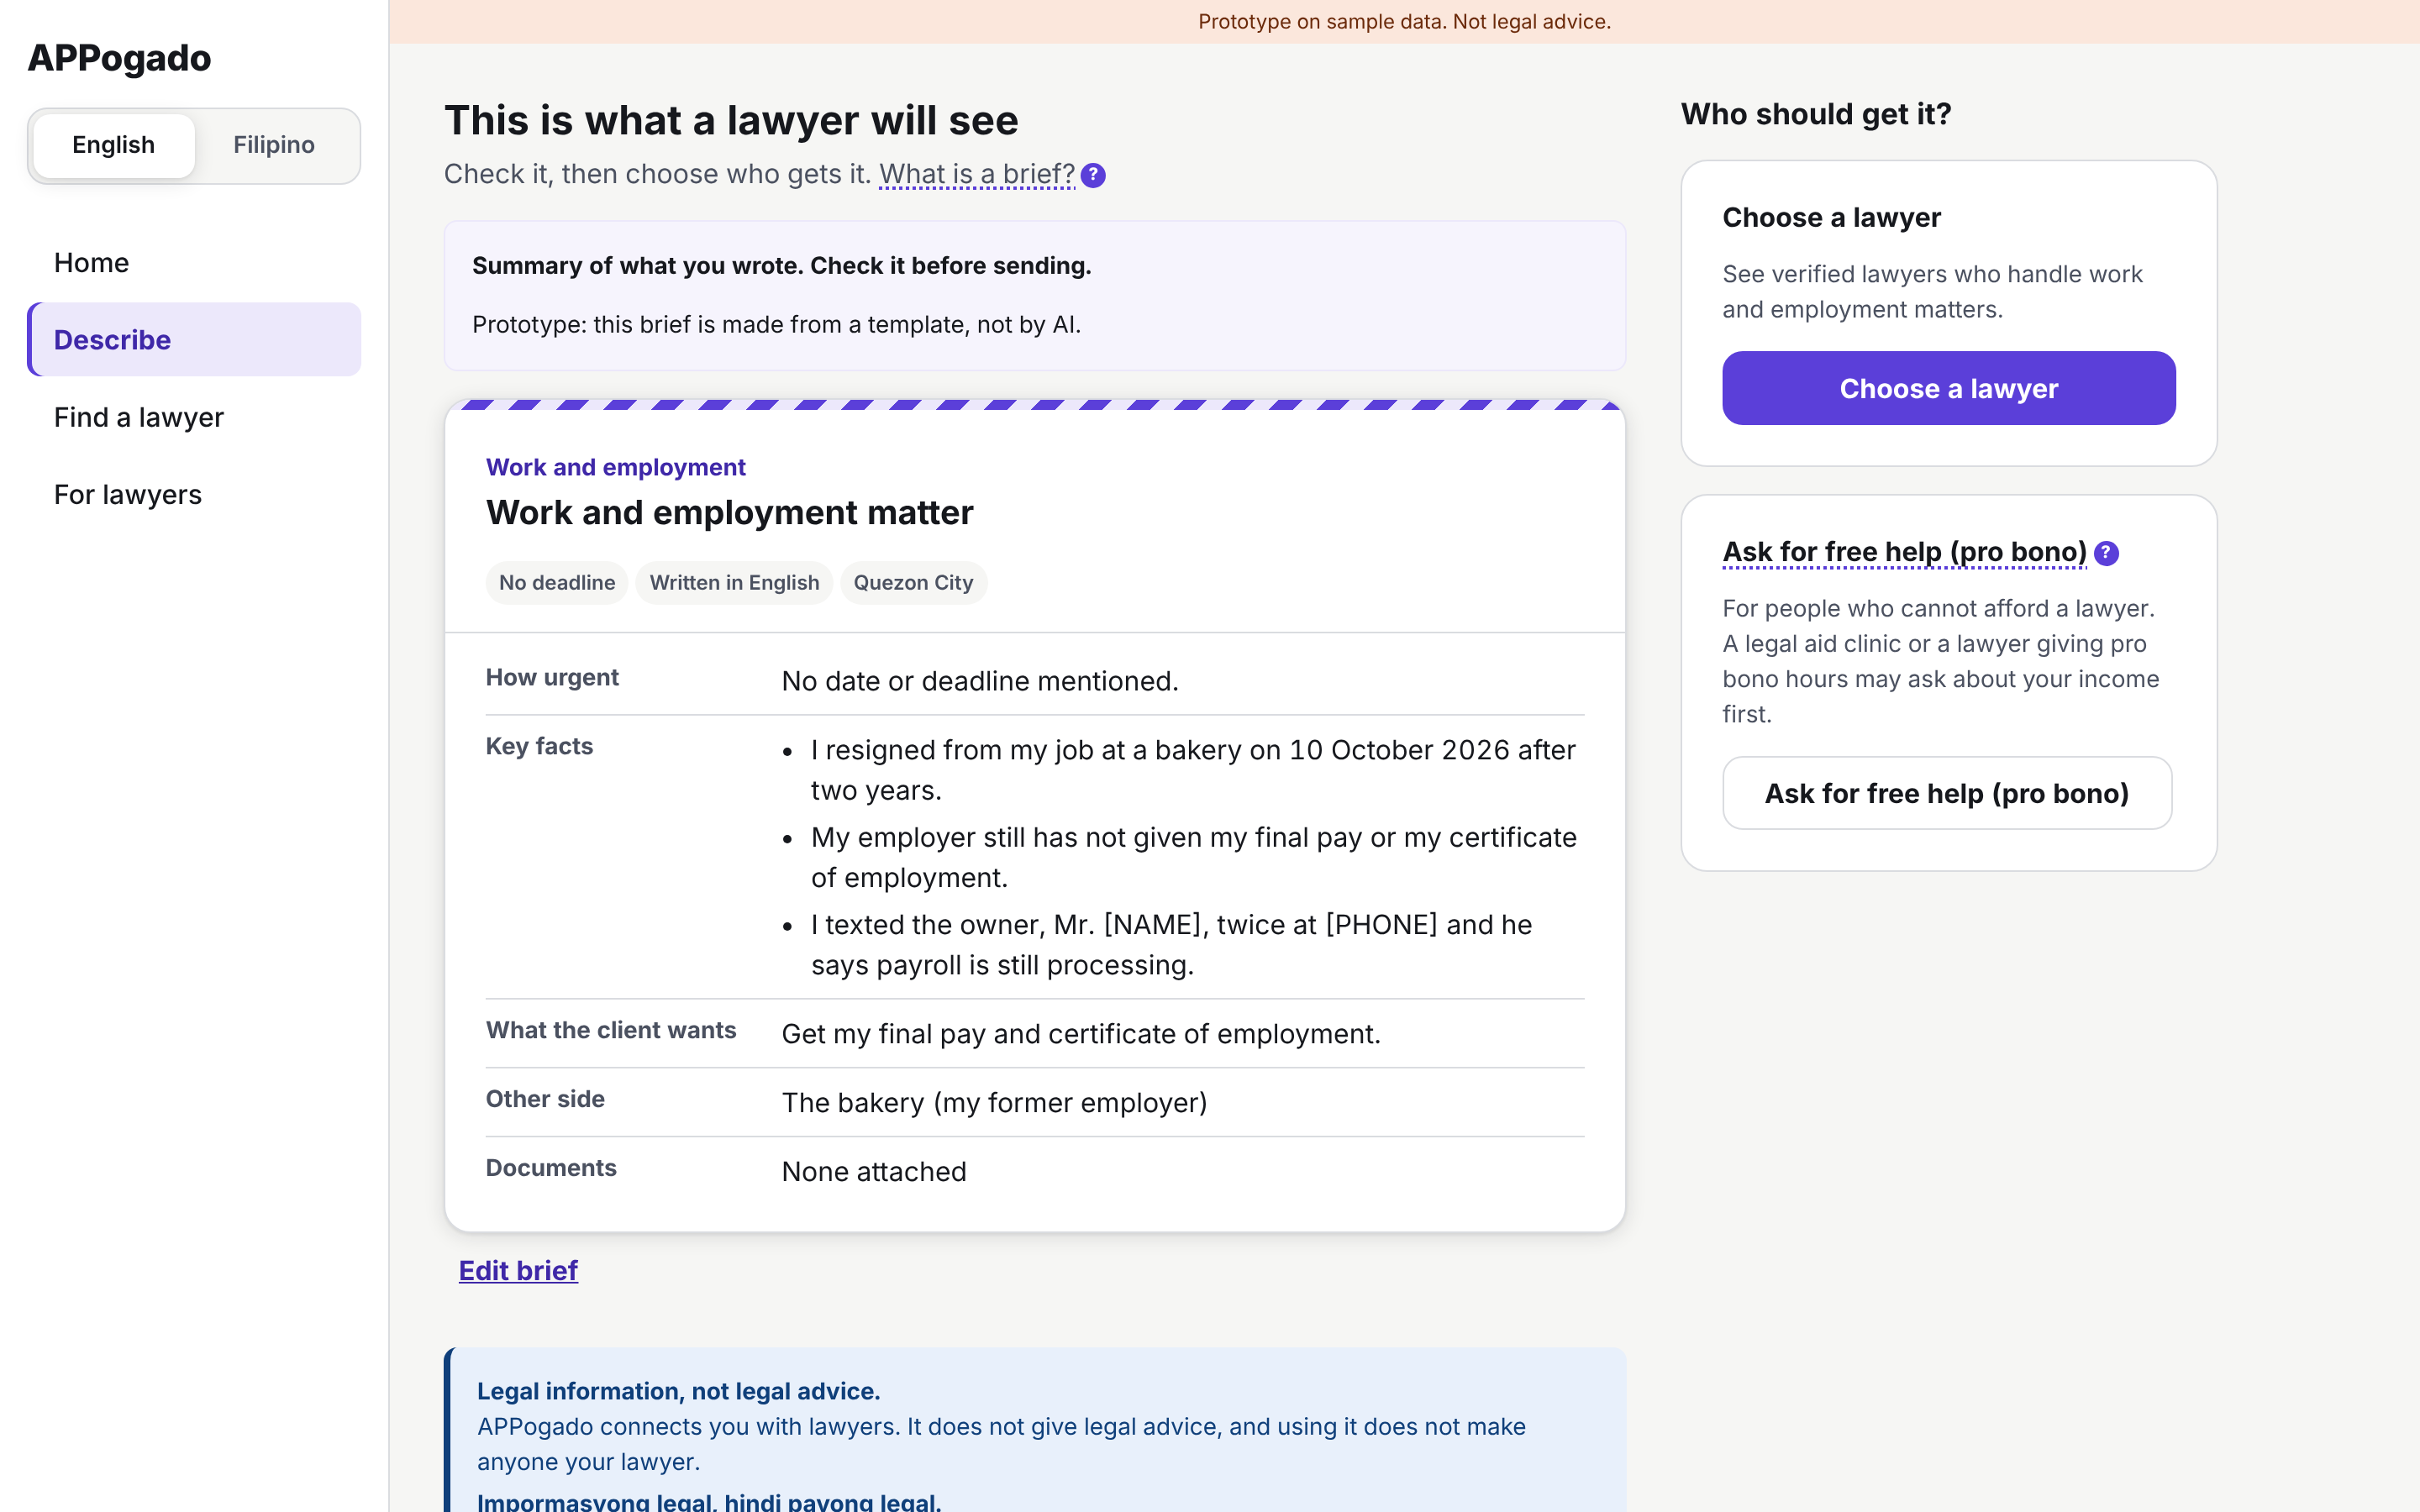 Prototype on sample data. Not legal advice.
APPogado
English
Filipino
Home
Describe
Find a lawyer
For lawyers
This is what a lawyer will see
Check it, then choose who gets it. What is a brief? ?
Summary of what you wrote. Check it before sending.
Prototype: this brief is made from a template, not by AI.
Work and employment
Work and employment matter
No deadline
Written in English
Quezon City
How urgent
No date or deadline mentioned.
Key facts
• I resigned from my job at a bakery on 10 October 2026 after
two years.
• My employer still has not given my final pay or my certificate
of employment.
• I texted the owner, Mr. [NAME], twice at [PHONE] and he
says payroll is still processing.
What the client wants
Get my final pay and certificate of employment.
Other side
The bakery (my former employer)
Documents
None attached
Edit brief
Legal information, not legal advice.
APPogado connects you with lawyers. It does not give legal advice, and using it does not make
anyone your lawyer.
Impormasyong legal, hindi payong legal.
Who should get it?
Choose a lawyer
See verified lawyers who handle work
and employment matters.
Choose a lawyer
Ask for free help (pro bono) ?
For people who cannot afford a lawyer.
A legal aid clinic or a lawyer giving pro
bono hours may ask about your income
first.
Ask for free help (pro bono)